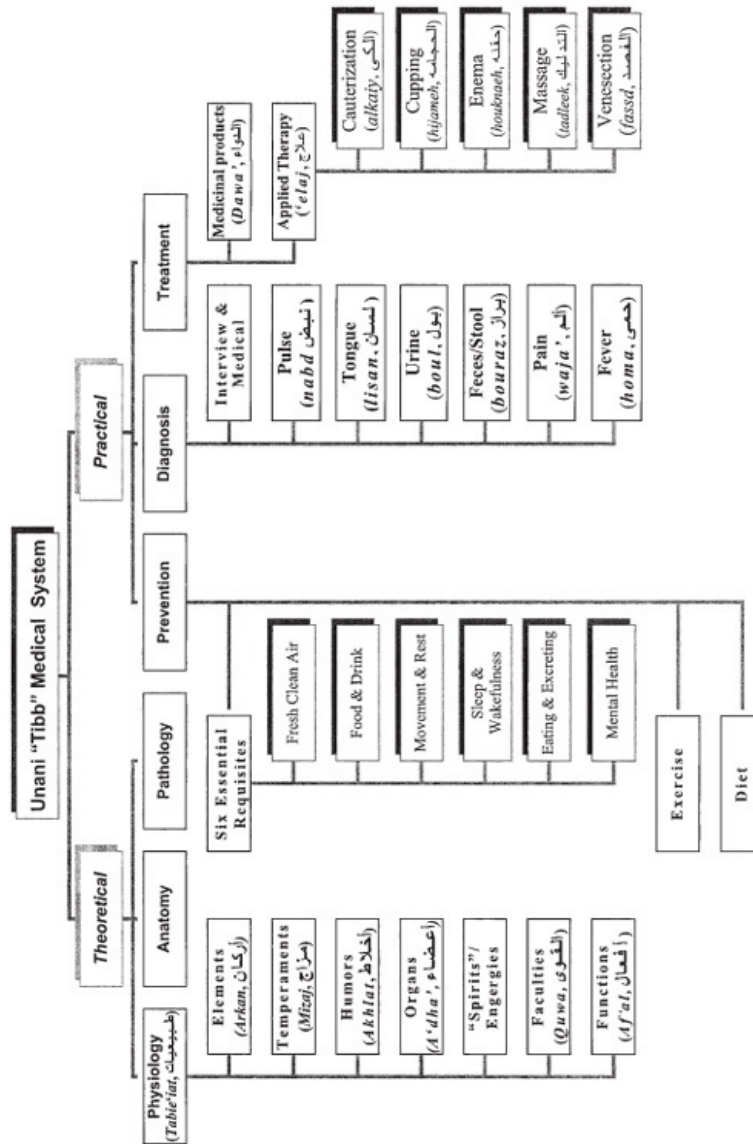 Unani “Tibb” Medical System
Theoretical
Practical
Physiology
(Tabie‘iat, طبيعيات)
Anatomy
Pathology
Prevention
Diagnosis
Treatment
Elements
(Arkan, أركان)
Temperaments
(Mizaj, مزاج)
Humors
(Akhlat, أخلاط)
Organs
(A‘dha’, أعضاء)
“Spirits”/
Engergies
Faculties
(Quwa, القوى)
Functions
(Af‘al, أفعال)
Six Essential
Requisites
Fresh Clean Air
Food & Drink
Movement & Rest
Sleep &
Wakefulness
Eating & Excreting
Mental Health
Exercise
Diet
Interview &
Medical
Pulse
(nabd, نبض)
Tongue
(lisan, لسان)
Urine
(boul, بول)
Feces/Stool
(bouraz, براز)
Pain
(waja’, ألم)
Fever
(homa, حمى)
Medicinal products
(Dawa’, الدواء)
Applied Therapy
(‘elaj, علاج)
Cauterization
(alkaiy, الكى)
Cupping
(hijameh, الحجامه)
Enema
(houknaeh, حقنه)
Massage
(tadleek, التدليك)
Venesection
(fassd, الفصد)